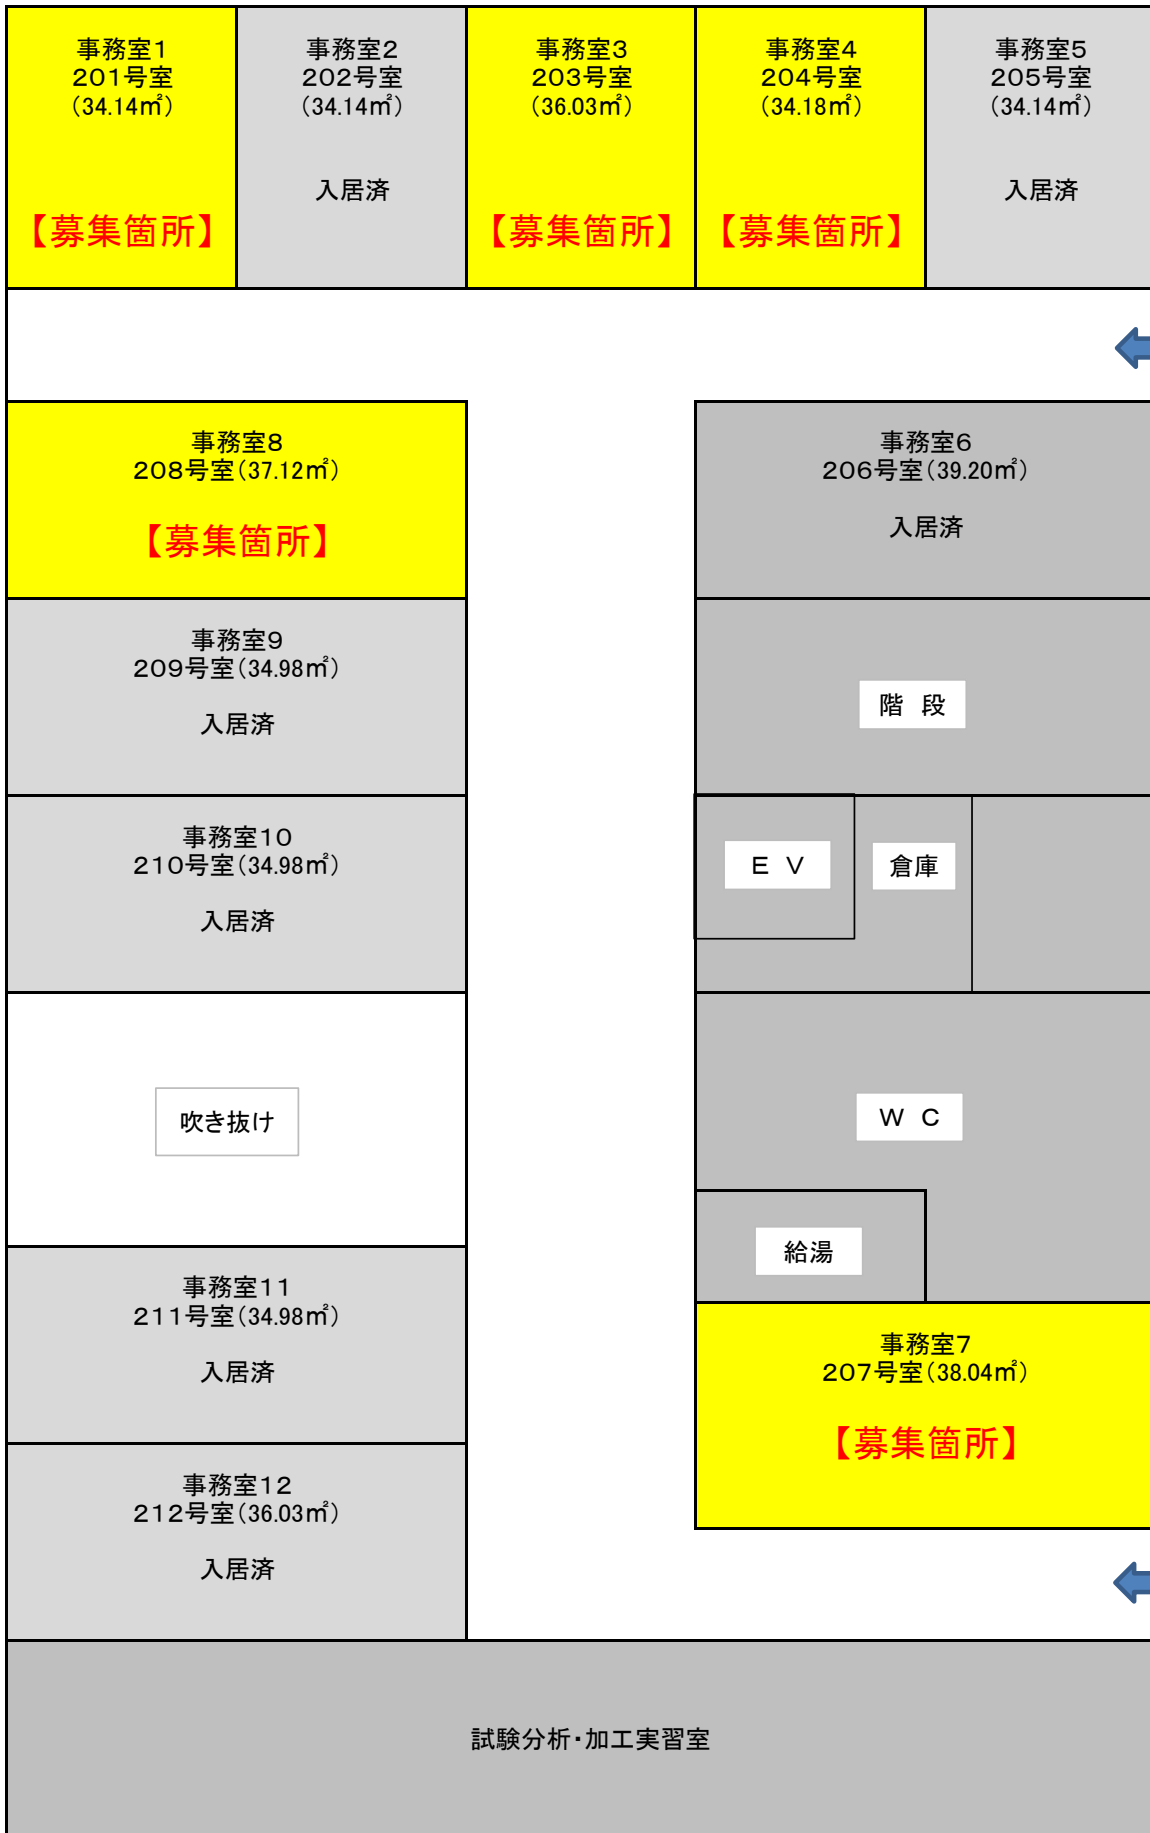 事務室1
201号室
(34.14㎡)
【募集箇所】
事務室2
202号室
(34.14㎡)
入居済
事務室3
203号室
(36.03㎡)
【募集箇所】
事務室4
204号室
(34.18㎡)
【募集箇所】
事務室5
205号室
(34.14㎡)
入居済
事務室8
208号室(37.12㎡)
【募集箇所】
事務室6
206号室(39.20㎡)
入居済
事務室9
209号室(34.98㎡)
入居済
階 段
事務室10
210号室(34.98㎡)
入居済
E V
倉庫
吹き抜け
W C
給湯
事務室11
211号室(34.98㎡)
入居済
事務室7
207号室(38.04㎡)
【募集箇所】
事務室12
212号室(36.03㎡)
入居済
試験分析・加工実習室